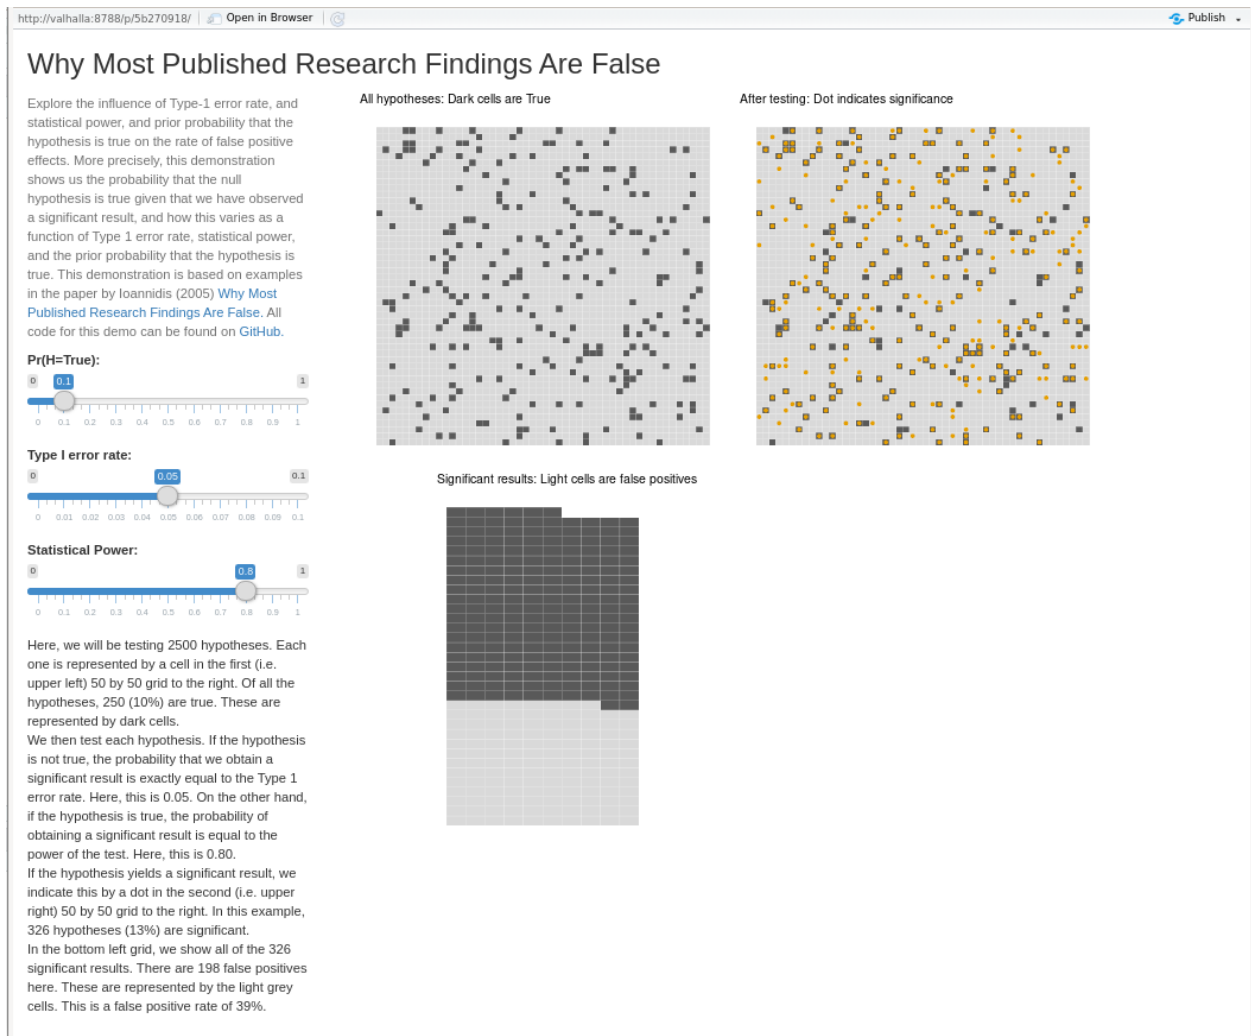 http://valhalla:8788/p/5b270918/ Open in Browser Publish
Why Most Published Research Findings Are False
Explore the influence of Type-1 error rate, and
statistical power, and prior probability that the
hypothesis is true on the rate of false positive
effects. More precisely, this demonstration
shows us the probability that the null
hypothesis is true given that we have observed
a significant result, and how this varies as a
function of Type 1 error rate, statistical power,
and the prior probability that the hypothesis is
true. This demonstration is based on examples
in the paper by Ioannidis (2005) Why Most
Published Research Findings Are False. All
code for this demo can be found on GitHub.
Pr(H=True):
0 0.1 1
0 0.1 0.2 0.3 0.4 0.5 0.6 0.7 0.8 0.9 1
Type I error rate:
0 0.05 0.1
0 0.01 0.02 0.03 0.04 0.05 0.06 0.07 0.08 0.09 0.1
Statistical Power:
0 0.8 1
0 0.1 0.2 0.3 0.4 0.5 0.6 0.7 0.8 0.9 1
Here, we will be testing 2500 hypotheses. Each
one is represented by a cell in the first (i.e.
upper left) 50 by 50 grid to the right. Of all the
hypotheses, 250 (10%) are true. These are
represented by dark cells.
We then test each hypothesis. If the hypothesis
is not true, the probability that we obtain a
significant result is exactly equal to the Type 1
error rate. Here, this is 0.05. On the other hand,
if the hypothesis is true, the probability of
obtaining a significant result is equal to the
power of the test. Here, this is 0.80.
If the hypothesis yields a significant result, we
indicate this by a dot in the second (i.e. upper
right) 50 by 50 grid to the right. In this example,
326 hypotheses (13%) are significant.
In the bottom left grid, we show all of the 326
significant results. There are 198 false positives
here. These are represented by the light grey
cells. This is a false positive rate of 39%.
All hypotheses: Dark cells are True
After testing: Dot indicates significance
Significant results: Light cells are false positives